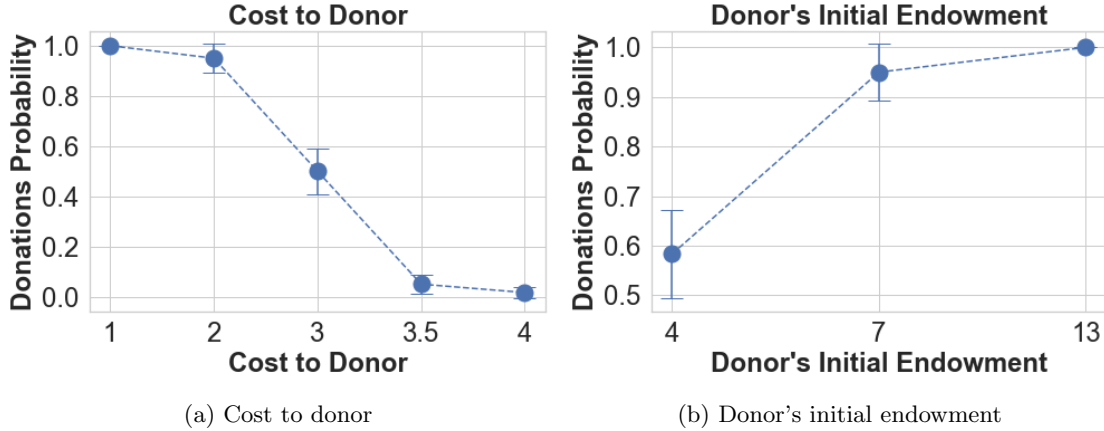 Cost to Donor
Donations Probability
1.0
0.8
0.6
0.4
0.2
0.0
1 2 3 3.5 4
Cost to Donor
(a) Cost to donor
Donor's Initial Endowment
Donations Probability
1.0
0.9
0.8
0.7
0.6
0.5
4 7 13
Donor's Initial Endowment
(b) Donor's initial endowment